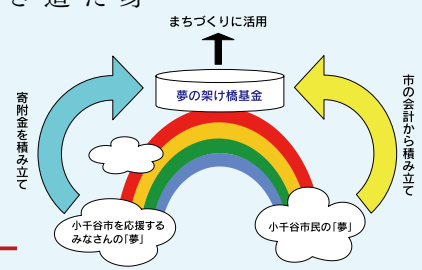 まちづくりに活用
夢の架け橋基金
寄附金を積み立て
市の会計から積み立て
小千谷市を応援する
みなさんの「夢」
小千谷市民の「夢」